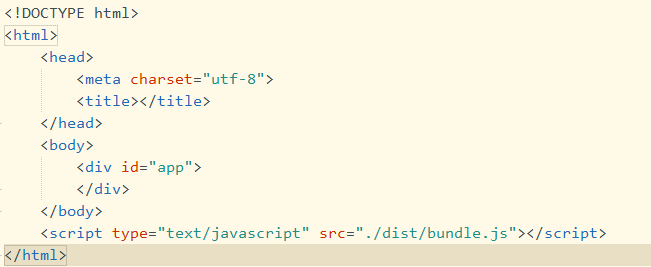 <!DOCTYPE html>
<html>
    <head>
        <meta charset="utf-8">
        <title></title>
    </head>
    <body>
        <div id="app">
        </div>
    </body>
    <script type="text/javascript" src="./dist/bundle.js"></script>
</html>